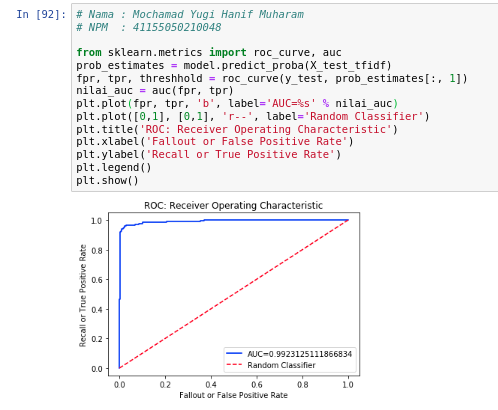 In [92]:
# Nama : Mochamad Yugi Hanif Muharam
# NPM  : 41155050210048
from sklearn.metrics import roc_curve, auc
prob_estimates = model.predict_proba(X_test_tfidf)
fpr, tpr, threshhold = roc_curve(y_test, prob_estimates[:, 1])
nilai_auc = auc(fpr, tpr)
plt.plot(fpr, tpr, 'b', label='AUC=%s' % nilai_auc)
plt.plot([0,1], [0,1], 'r--', label='Random Classifier')
plt.title('ROC: Receiver Operating Characteristic')
plt.xlabel('Fallout or False Positive Rate')
plt.ylabel('Recall or True Positive Rate')
plt.legend()
plt.show()
ROC: Receiver Operating Characteristic
Recall or True Positive Rate
1.0
0.8
0.6
0.4
0.2
0.0
AUC=0.9923125111866834
Random Classifier
0.0 0.2 0.4 0.6 0.8 1.0
Fallout or False Positive Rate